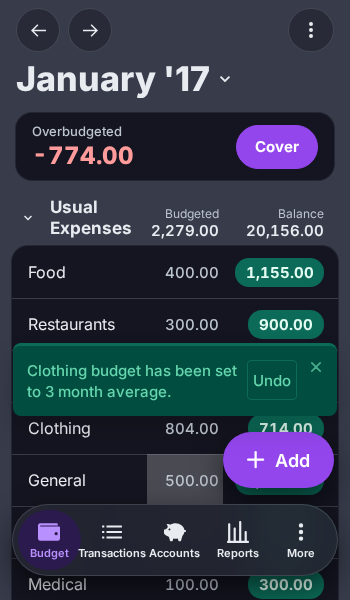 January '17
Overbudgeted
-774.00
Cover
Usual
Expenses
Budgeted
2,279.00
Balance
20,156.00
Food 400.00 1,155.00
Restaurants 300.00 900.00
Clothing budget has been set
to 3 month average.
Undo
Clothing 804.00 714.00
General 500.00
Add
Budget Transactions Accounts Reports More
Medical 100.00 300.00